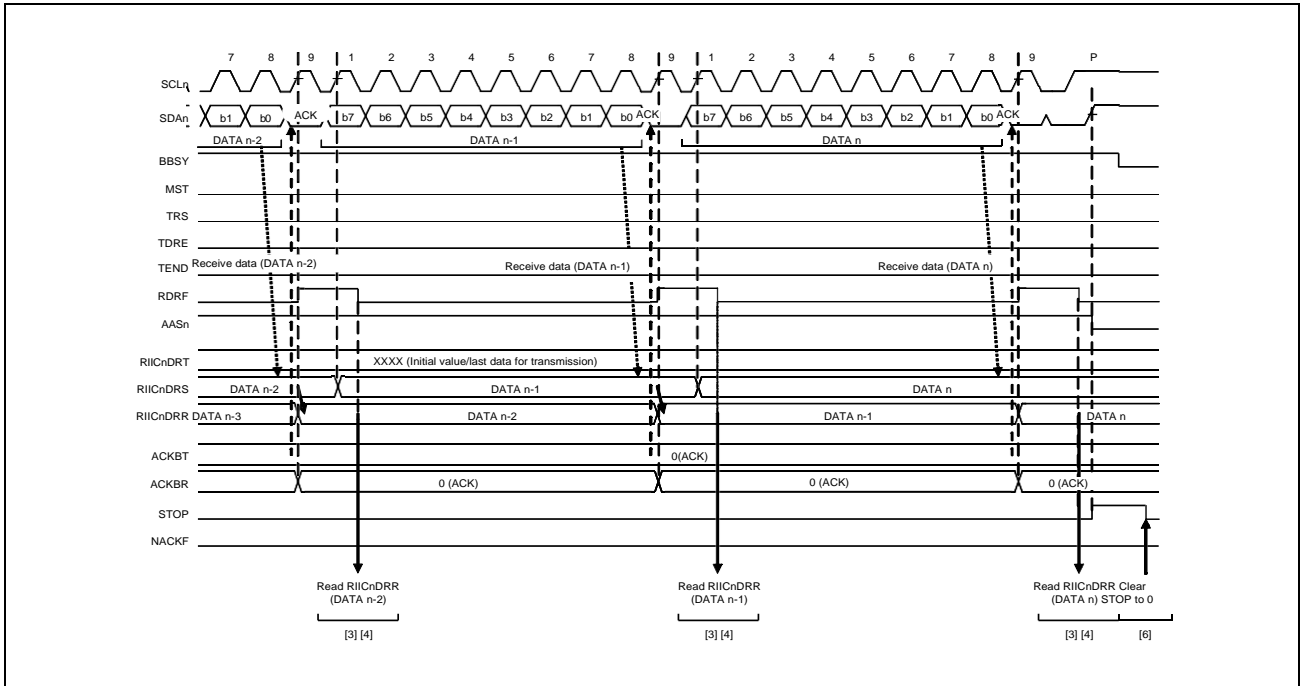 7 8 9 1 2 3 4 5 6 7 8 9 1 2 3 4 5 6 7 8 9 P
SCLn
SDAn b1 b0 ACK b7 b6 b5 b4 b3 b2 b1 b0 ACK b7 b6 b5 b4 b3 b2 b1 b0 ACK
DATA n-2 DATA n-1 DATA n
BBSY
MST
TRS
TDRE
TEND Receive data (DATA n-2) Receive data (DATA n-1) Receive data (DATA n)
RDRF
AASn
RIICnDRT XXXX (Initial value/last data for transmission)
RIICnDRS DATA n-2 DATA n-1 DATA n
RIICnDRR DATA n-3 DATA n-2 DATA n-1 DATA n
ACKBT 0(ACK)
ACKBR 0 (ACK) 0 (ACK) 0 (ACK)
STOP
NACKF
Read RIICnDRR Read RIICnDRR Read RIICnDRR Clear
(DATA n-2) (DATA n-1) (DATA n) STOP to 0
[3] [4] [3] [4] [3] [4] [6]